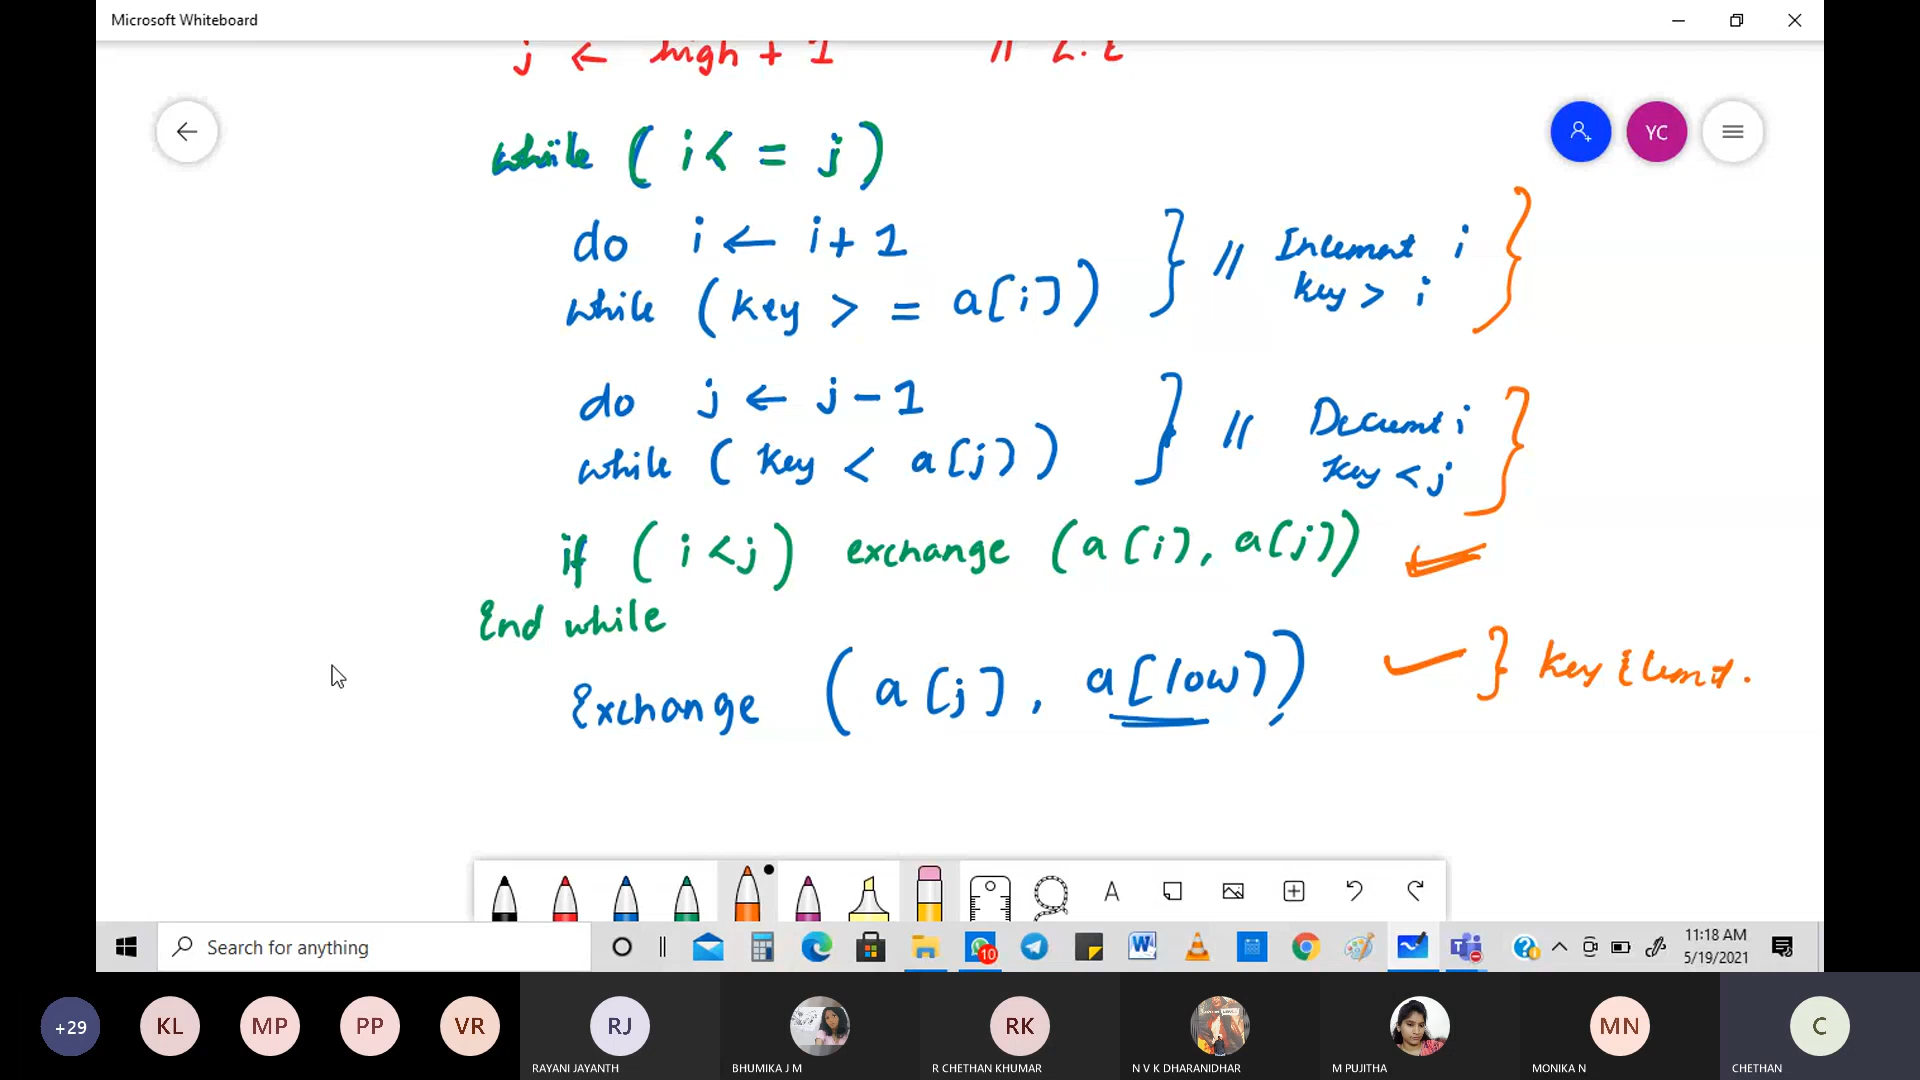 Microsoft Whiteboard
j ← high + 1 //
YC
while ( i < = j )
do i ← i + 1 } // Increment i }
while ( key > = a[i] ) key > i
do j ← j - 1 } // Decremt i }
while ( key < a[j] ) key < j
if ( i < j ) exchange ( a[i], a[j] )
End while
Exchange ( a[j], a[low] ) } key Element.
A
Search for anything
10
11:18 AM
5/19/2021
+29 KL MP PP VR RJ RK MN C
RAYANI JAYANTH BHUMIKA J M R CHETHAN KHUMAR N V K DHARANIDHAR M PUJITHA MONIKA N CHETHAN